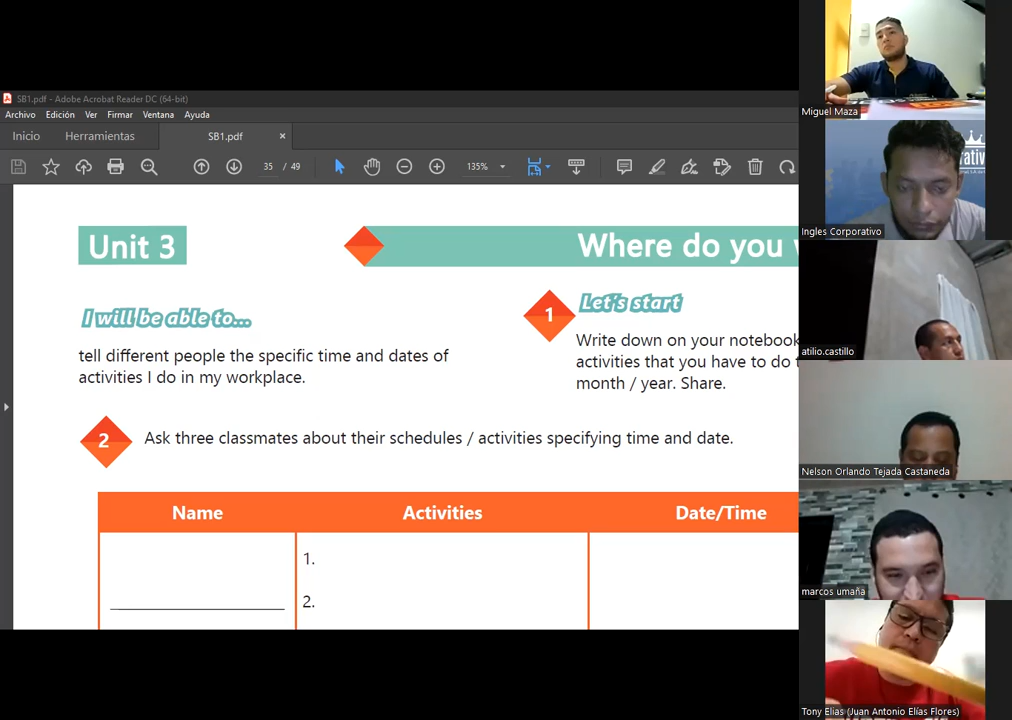 SB1.pdf - Adobe Acrobat Reader DC (64-bit)
Archivo Edición Ver Firmar Ventana Ayuda
Inicio Herramientas SB1.pdf ×
35 / 49 135%
Unit 3
Where do you
I will be able to...
tell different people the specific time and dates of
activities I do in my workplace.
1
Let's start
Write down on your notebook
activities that you have to do
month / year. Share.
2
Ask three classmates about their schedules / activities specifying time and date.
Name Activities Date/Time
1.
2.
Miguel Maza
Ingles Corporativo
atilio.castillo
Nelson Orlando Tejada Castaneda
marcos umaña
Tony Elias (Juan Antonio Elías Flores)